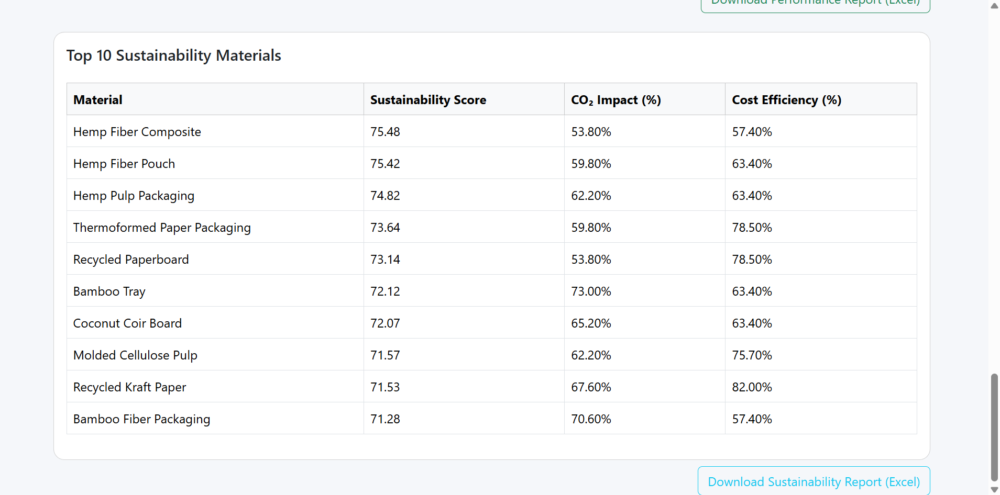 Download Performance Report (Excel)
Top 10 Sustainability Materials
Material Sustainability Score CO₂ Impact (%) Cost Efficiency (%)
Hemp Fiber Composite 75.48 53.80% 57.40%
Hemp Fiber Pouch 75.42 59.80% 63.40%
Hemp Pulp Packaging 74.82 62.20% 63.40%
Thermoformed Paper Packaging 73.64 59.80% 78.50%
Recycled Paperboard 73.14 53.80% 78.50%
Bamboo Tray 72.12 73.00% 63.40%
Coconut Coir Board 72.07 65.20% 63.40%
Molded Cellulose Pulp 71.57 62.20% 75.70%
Recycled Kraft Paper 71.53 67.60% 82.00%
Bamboo Fiber Packaging 71.28 70.60% 57.40%
Download Sustainability Report (Excel)